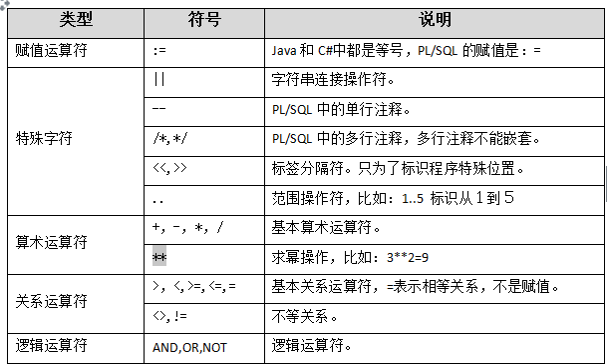 类型 符号 说明
赋值运算符 := Java 和 C#中都是等号，PL/SQL 的赋值是：=
特殊字符 || 字符串连接操作符。
-- PL/SQL 中的单行注释。
/*,*/ PL/SQL 中的多行注释，多行注释不能嵌套。
<<,>> 标签分隔符。只为了标识程序特殊位置。
.. 范围操作符，比如：1..5 标识从１到５
算术运算符 +, -, *, / 基本算术运算符。
** 求幂操作，比如：3**2=9
关系运算符 >, <,>=,<=,= 基本关系运算符，=表示相等关系，不是赋值。
<>,!= 不等关系。
逻辑运算符 AND,OR,NOT 逻辑运算符。